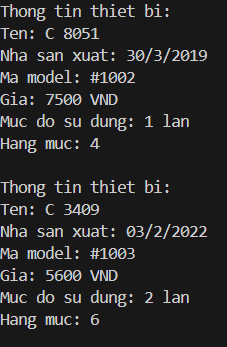 Thong tin thiet bi:
Ten: C 8051
Nha san xuat: 30/3/2019
Ma model: #1002
Gia: 7500 VND
Muc do su dung: 1 lan
Hang muc: 4
Thong tin thiet bi:
Ten: C 3409
Nha san xuat: 03/2/2022
Ma model: #1003
Gia: 5600 VND
Muc do su dung: 2 lan
Hang muc: 6